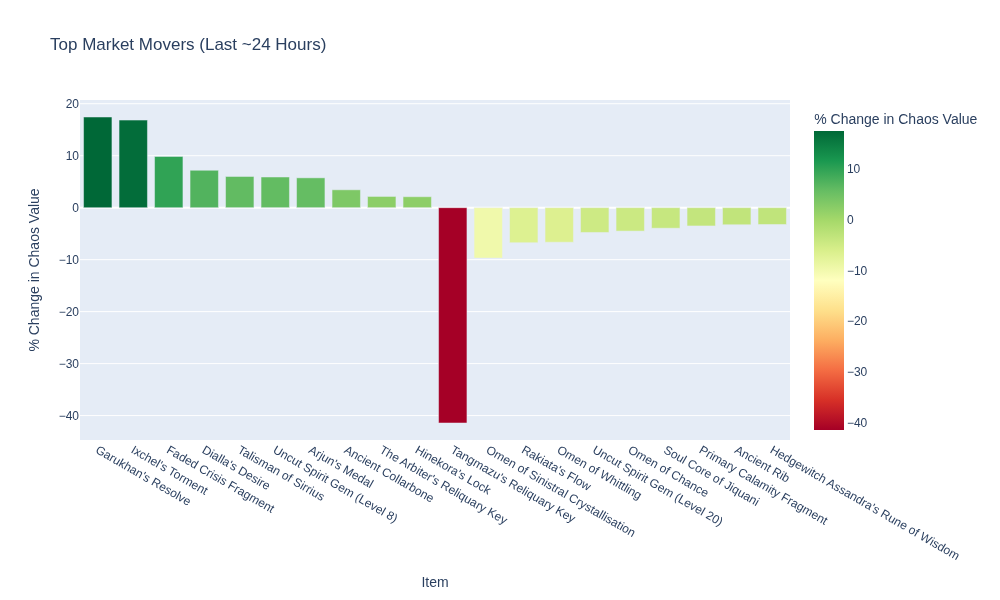 Top Market Movers (Last ~24 Hours)
% Change in Chaos Value
20
10
0
−10
−20
−30
−40
% Change in Chaos Value
10
0
−10
−20
−30
−40
Garukhan's Resolve
Ixchel's Torment
Faded Crisis Fragment
Dialla's Desire
Talisman of Sirrius
Uncut Spirit Gem (Level 8)
Arjun's Medal
Ancient Collarbone
The Arbiter's Reliquary Key
Hinekora's Lock
Tangmazu's Reliquary Key
Omen of Sinistral Crystallisation
Rakiata's Flow
Omen of Whittling
Uncut Spirit Gem (Level 20)
Omen of Chance
Soul Core of Jiquani
Primary Calamity Fragment
Ancient Rib
Hedgewitch Assandra's Rune of Wisdom
Item